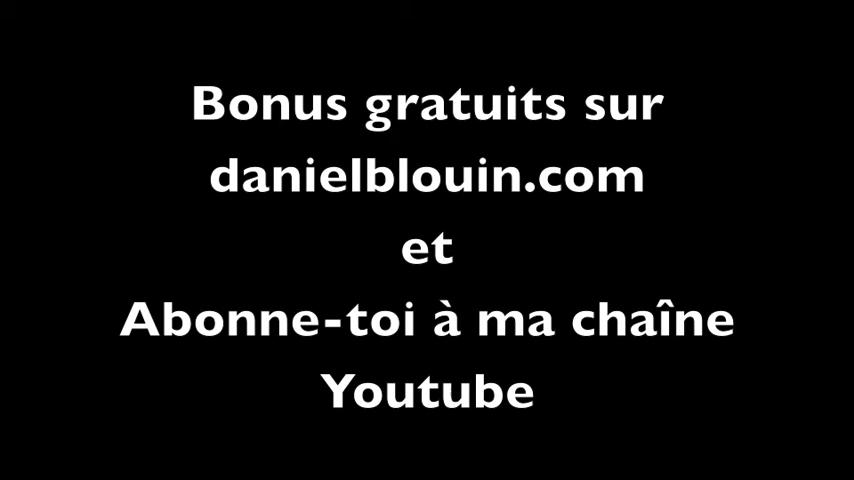 Bonus gratuits sur
danielblouin.com
et
Abonne-toi à ma chaîne
Youtube